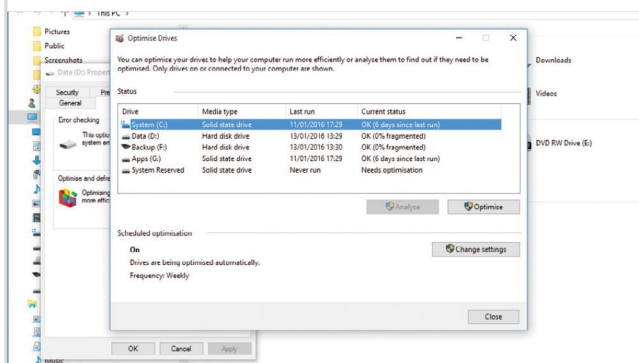 This PC
Pictures
Public
Screenshots
Data (D:) Propert
Security
General
Error checking
This optio
system err
Optimise and defra
Optimising
more effic
OK Cancel Apply
Music
Optimise Drives
You can optimise your drives to help your computer run more efficiently or analyse them to find out if they need to be
optimised. Only drives on or connected to your computer are shown.
Status
Drive Media type Last run Current status
System (C:) Solid state drive 11/01/2016 17:29 OK (6 days since last run)
Data (D:) Hard disk drive 13/01/2016 13:29 OK (0% fragmented)
Backup (F:) Hard disk drive 13/01/2016 13:30 OK (0% fragmented)
Apps (G:) Solid state drive 11/01/2016 17:29 OK (6 days since last run)
System Reserved Solid state drive Never run Needs optimisation
Analyse Optimise
Scheduled optimisation
On
Drives are being optimised automatically.
Frequency: Weekly
Change settings
Close
Downloads
Videos
DVD RW Drive (E:)